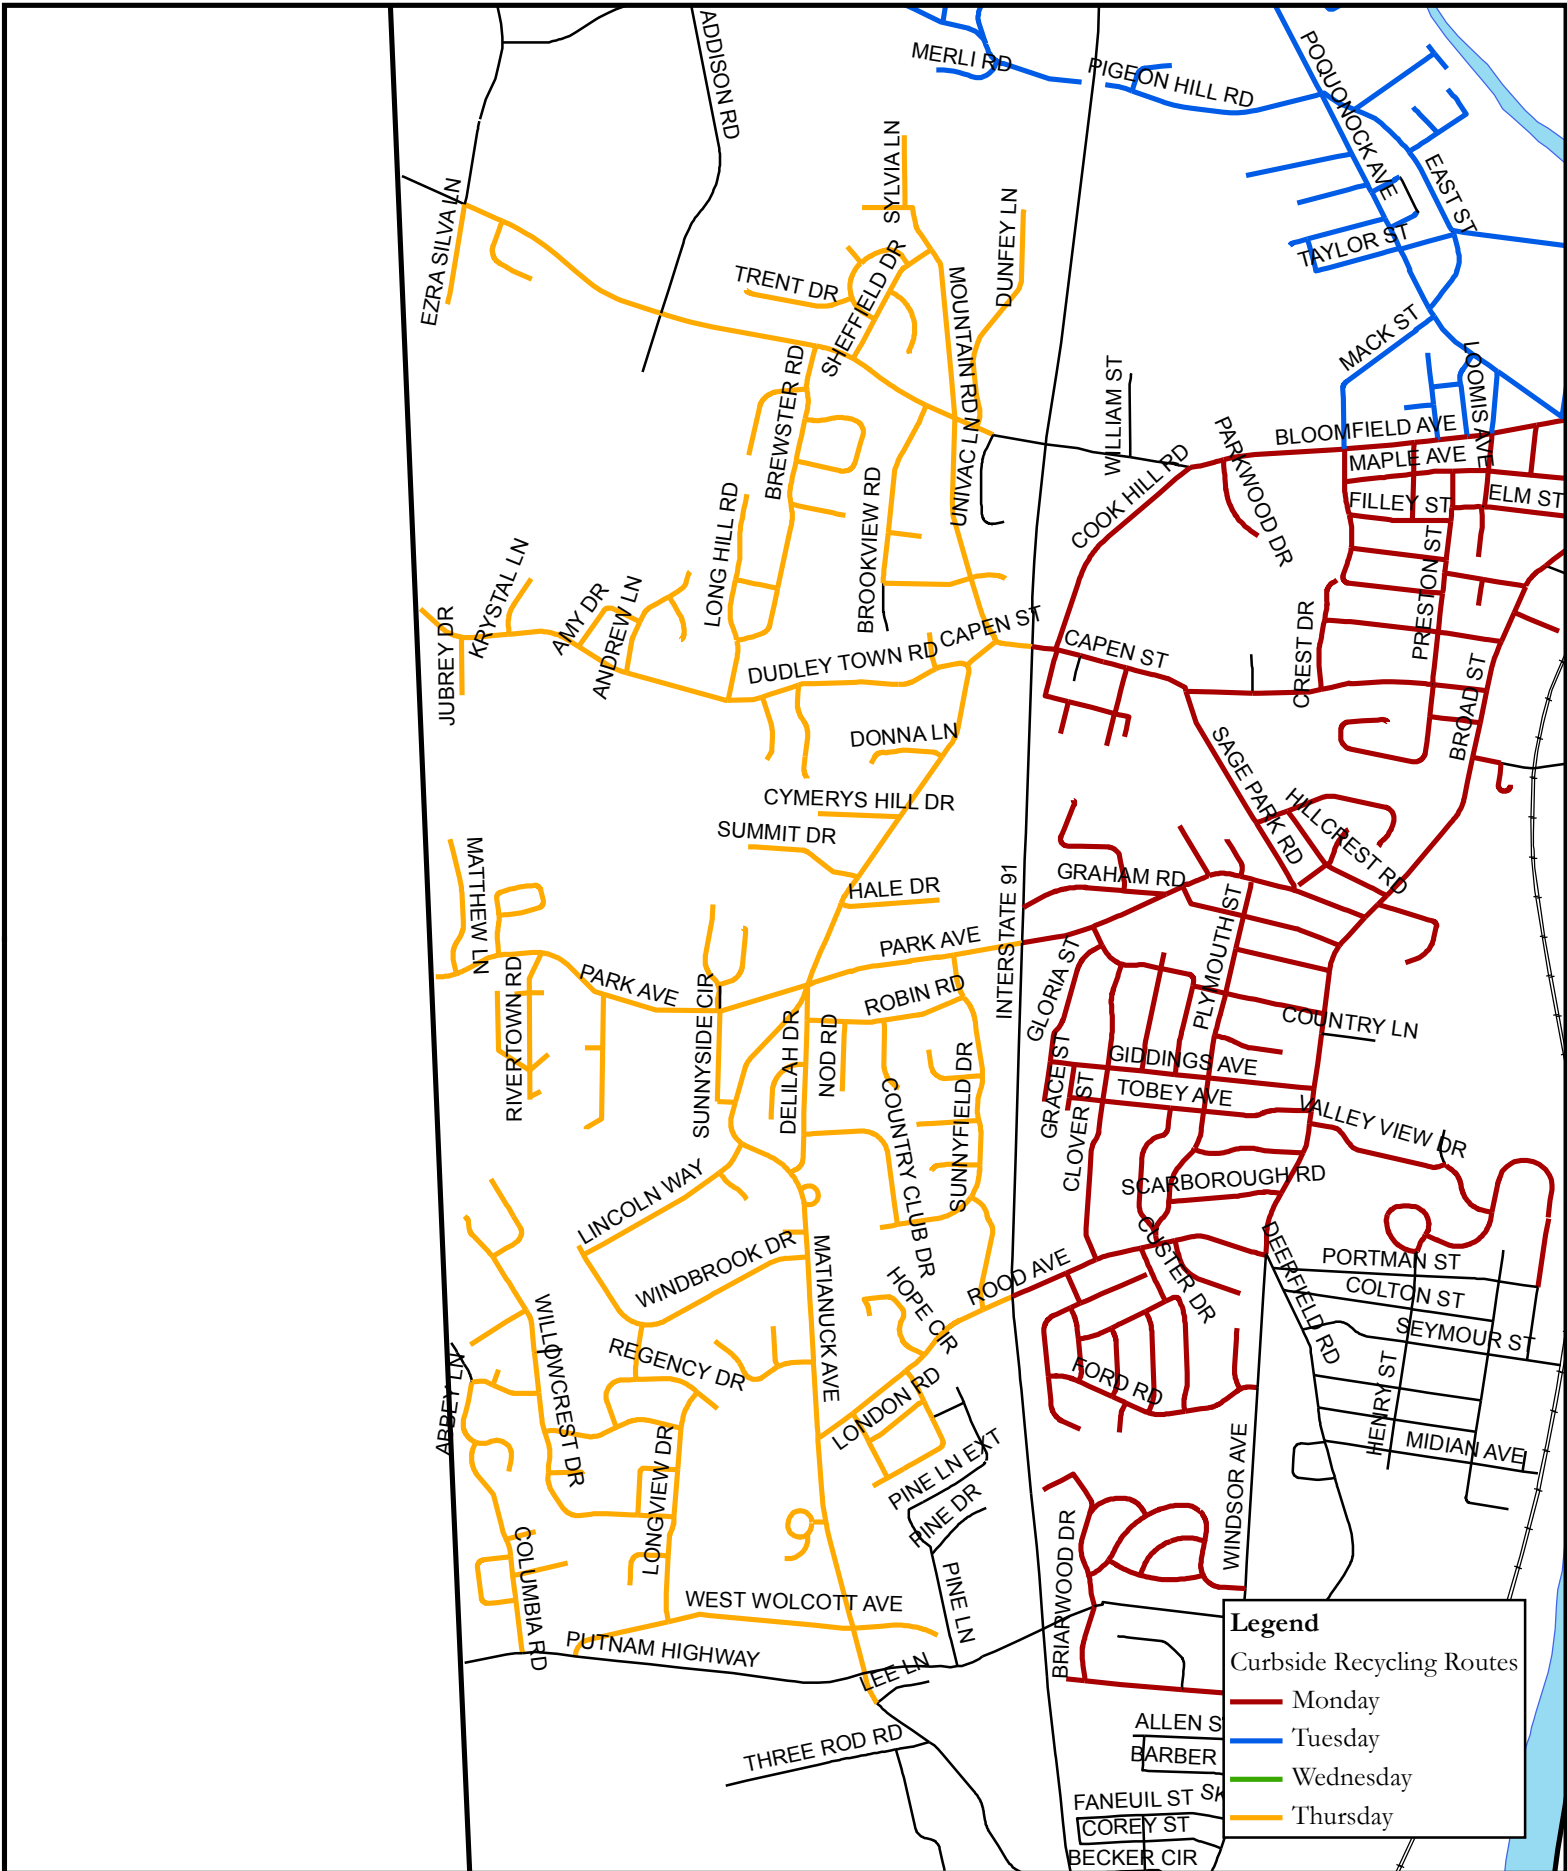 ADDISON RD
MERLI RD
PIGEON HILL RD
POQUONOCK AVE
EAST ST
TAYLOR ST
MACK ST
LOOMIS AVE
EZRA SILVA LN
SYLVIA LN
DUNFEY LN
TRENT DR
SHEFFIELD DR
MOUNTAIN RD
UNIVAC LN
BREWSTER RD
WILLIAM ST
COOK HILL RD
PARKWOOD DR
BLOOMFIELD AVE
MAPLE AVE
FILLEY ST
ELM ST
PRESTON ST
LONG HILL RD
BROOKVIEW RD
JUBREY DR
KRYSTAL LN
AMY DR
ANDREW LN
DUDLEY TOWN RD
CAPEN ST
CAPEN ST
CREST DR
BROAD ST
DONNA LN
SAGE PARK RD
HILLCREST RD
CYMERYS HILL DR
SUMMIT DR
HALE DR
MATTHEW LN
GRAHAM RD
INTERSTATE 91
PLYMOUTH ST
PARK AVE
PARK AVE
RIVERTOWN RD
SUNNYSIDE CIR
ROBIN RD
GLORIA ST
COUNTRY LN
DELILAH DR
NOD RD
COUNTRY CLUB DR
SUNNYFIELD DR
GRACE ST
CLOVER ST
GIDDINGS AVE
TOBEY AVE
VALLEY VIEW DR
SCARBOROUGH RD
LINCOLN WAY
WINDBROOK DR
MATIANUCK AVE
HOPE CIR
ROOD AVE
CUSTER DR
DEERFIELD RD
PORTMAN ST
COLTON ST
SEYMOUR ST
WILLOWCREST DR
REGENCY DR
ABBEY LN
LONDON RD
FORD RD
HENRY ST
MIDIAN AVE
LONGVIEW DR
PINE LN EXT
PINE DR
PINE LN
WINDSOR AVE
BRIARWOOD DR
COLUMBIA RD
WEST WOLCOTT AVE
PUTNAM HIGHWAY
LEE LN
THREE ROD RD
ALLEN S
BARBER
FANEUIL ST
SK
COREY ST
BECKER CIR
Legend
Curbside Recycling Routes
Monday
Tuesday
Wednesday
Thursday